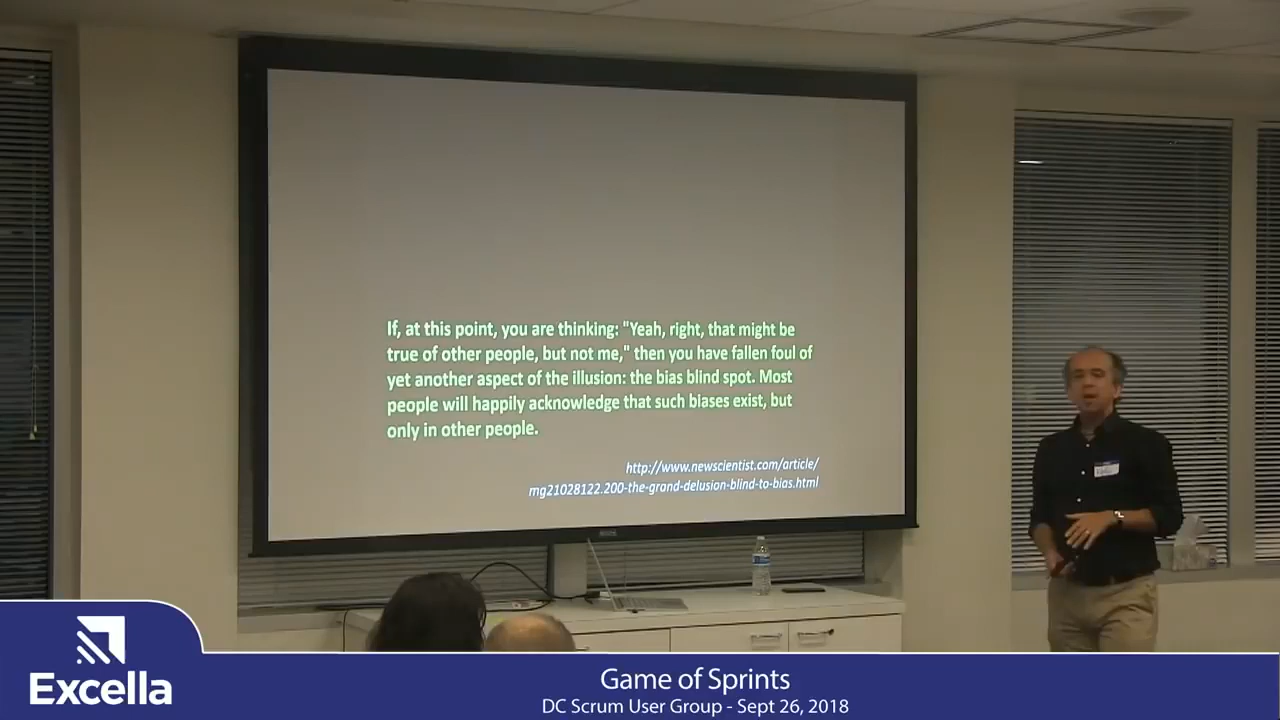 If, at this point, you are thinking: "Yeah, right, that might be
true of other people, but not me," then you have fallen foul of
yet another aspect of the illusion: the bias blind spot. Most
people will happily acknowledge that such biases exist, but
only in other people.
http://www.newscientist.com/article/
mg21028122.200-the-grand-delusion-blind-to-bias.html
Excella
Game of Sprints
DC Scrum User Group - Sept 26, 2018